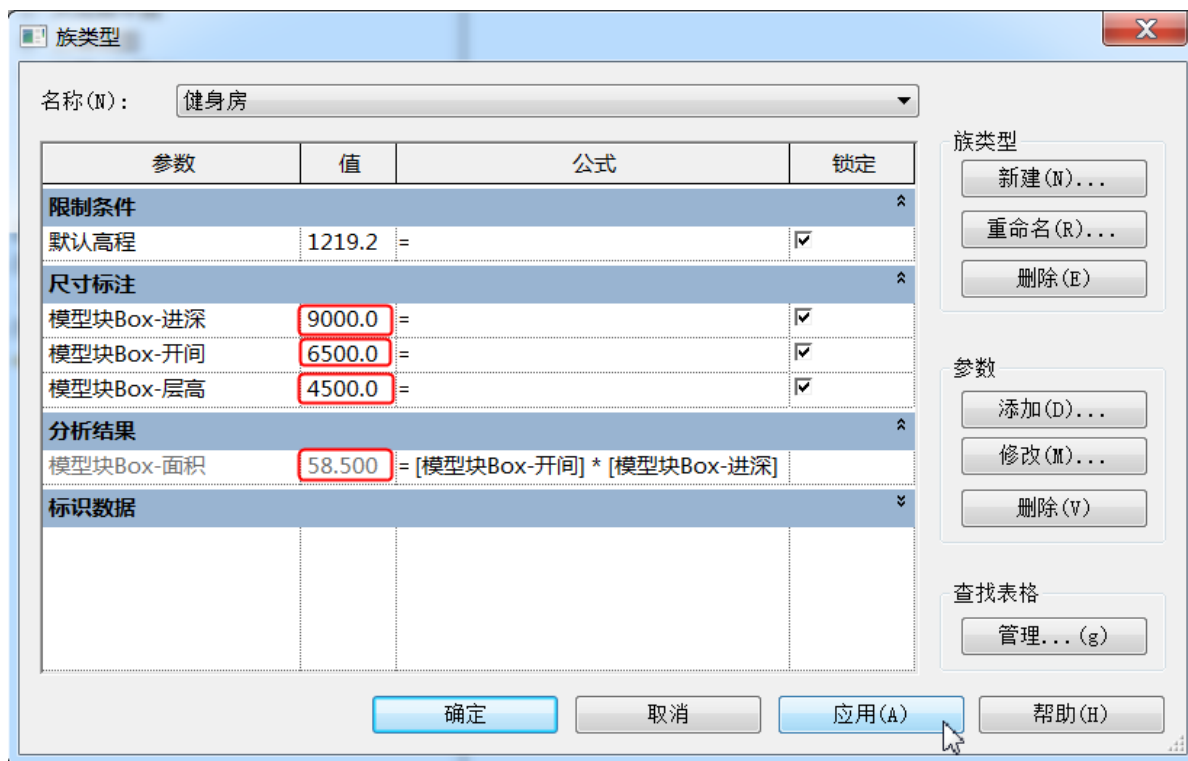 族类型
名称(N): 健身房
参数 值 公式 锁定
限制条件
默认高程 1219.2 =
尺寸标注
模型块Box-进深 9000.0 =
模型块Box-开间 6500.0 =
模型块Box-层高 4500.0 =
分析结果
模型块Box-面积 58.500 = [模型块Box-开间] * [模型块Box-进深]
标识数据
族类型
新建(N)...
重命名(R)...
删除(E)
参数
添加(D)...
修改(M)...
删除(V)
查找表格
管理...(g)
确定 取消 应用(A) 帮助(H)